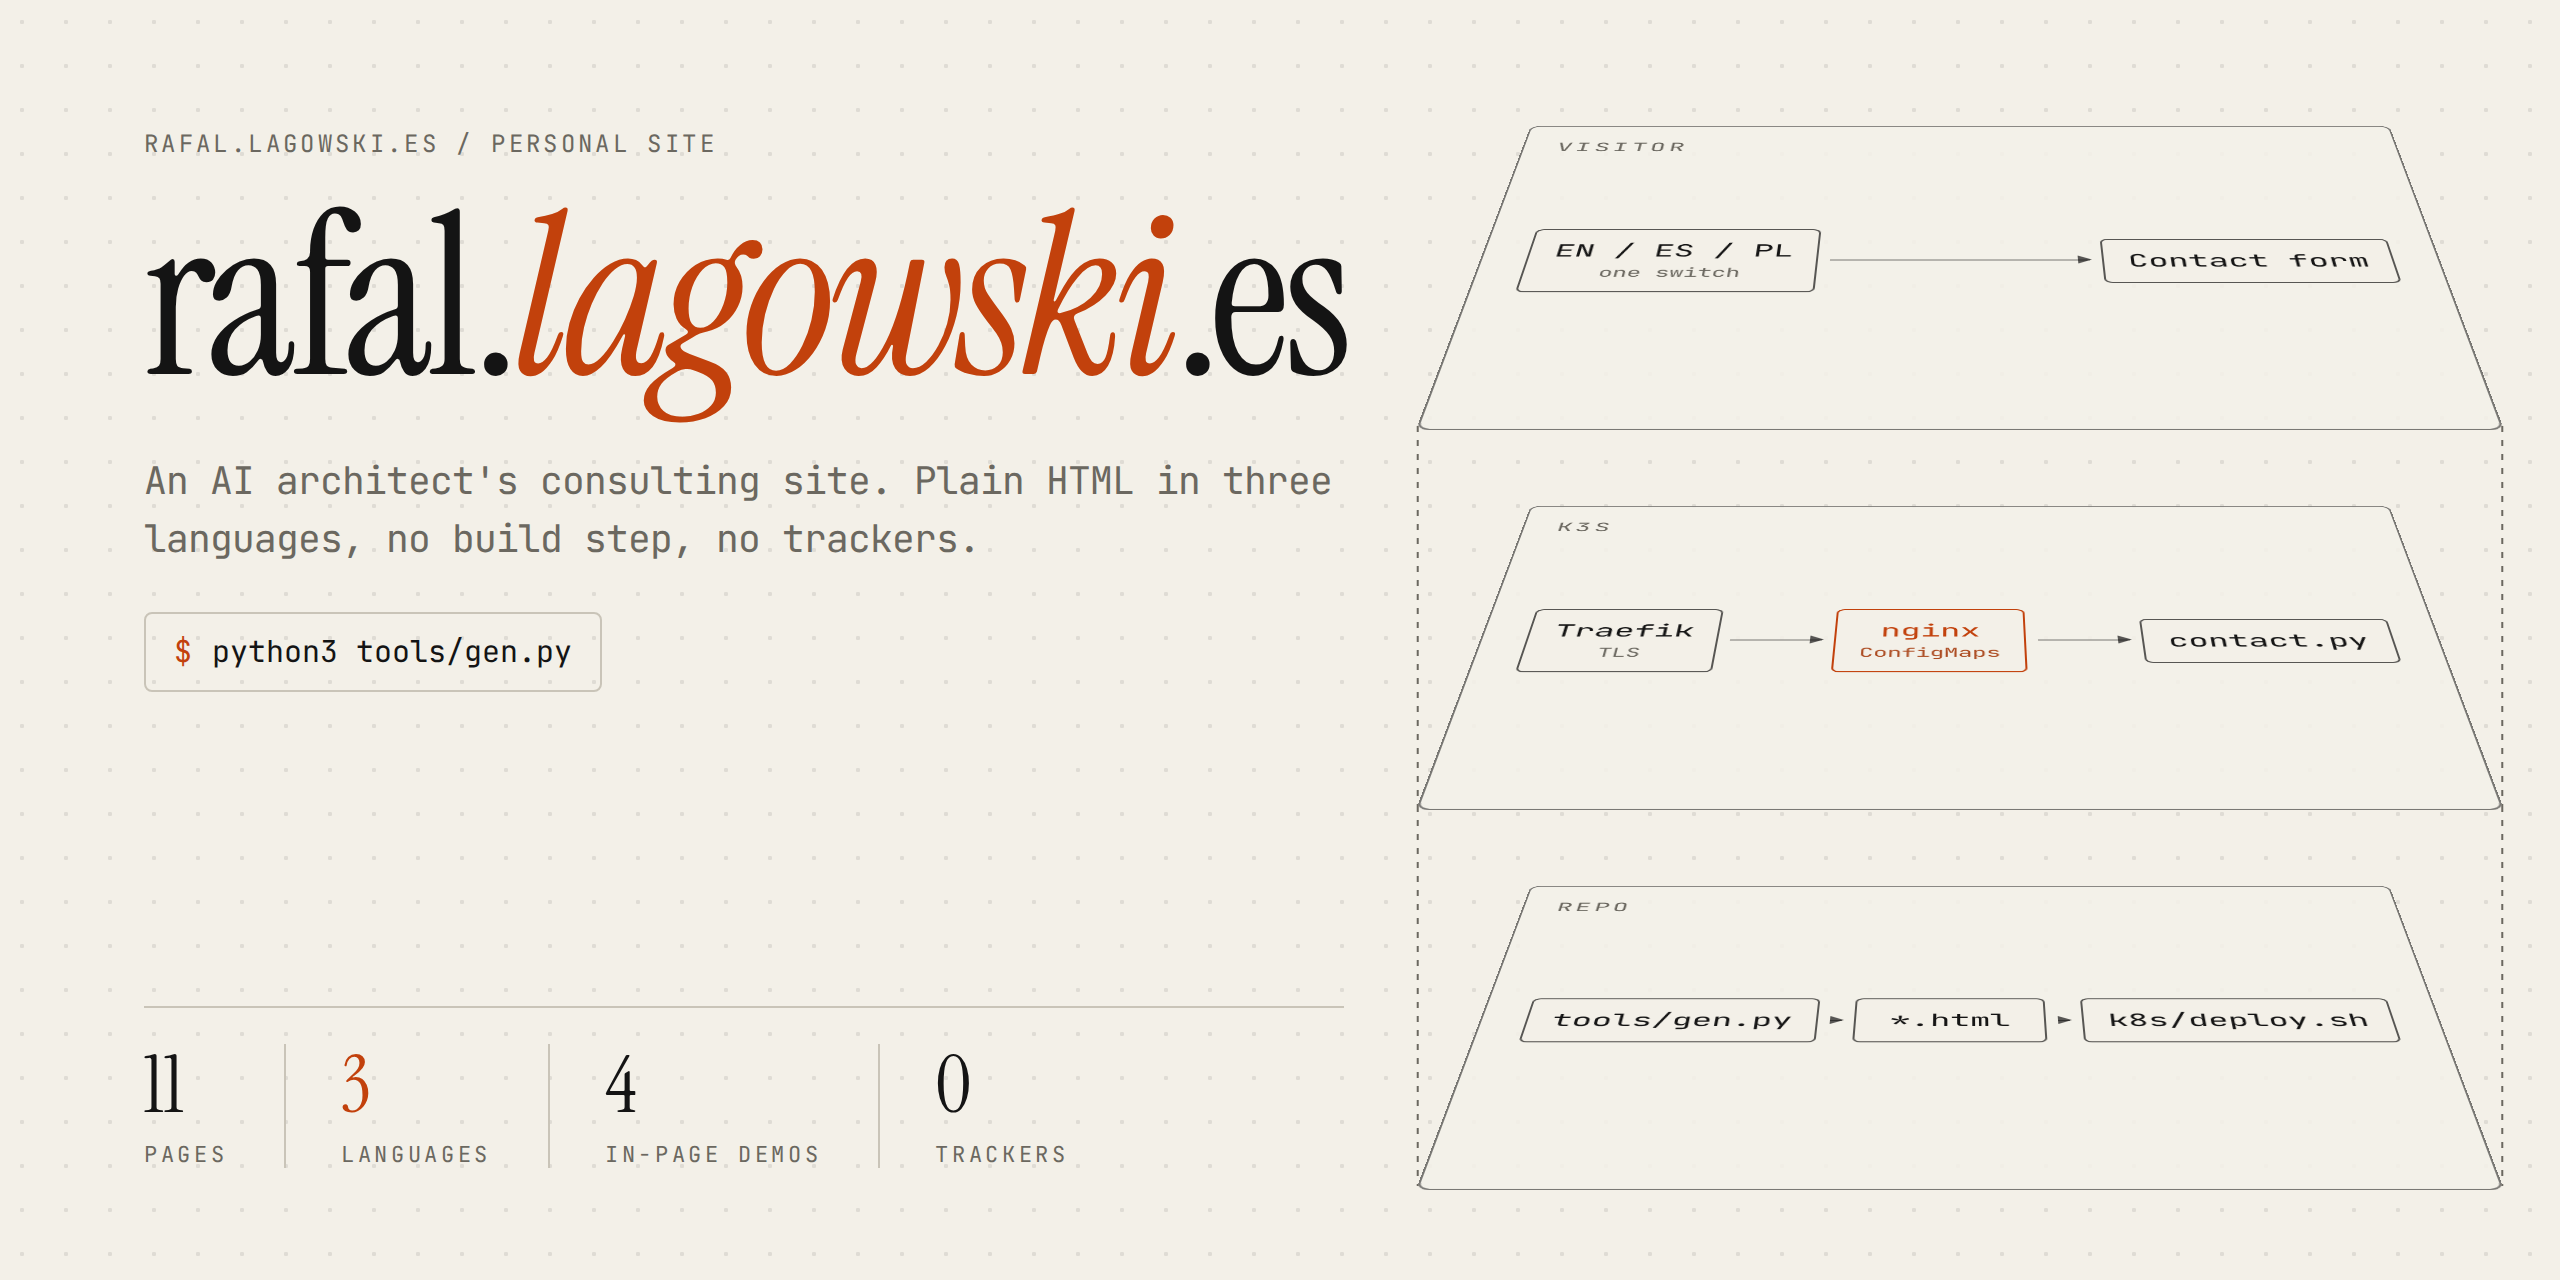 RAFAL.LAGOWSKI.ES / PERSONAL SITE
rafal.lagowski.es
An AI architect's consulting site. Plain HTML in three
languages, no build step, no trackers.
$ python3 tools/gen.py
11
PAGES
3
LANGUAGES
4
IN-PAGE DEMOS
0
TRACKERS
VISITOR
EN / ES / PL
one switch
Contact form
K3S
Traefik
TLS
nginx
ConfigMaps
contact.py
REPO
tools/gen.py
*.html
k8s/deploy.sh